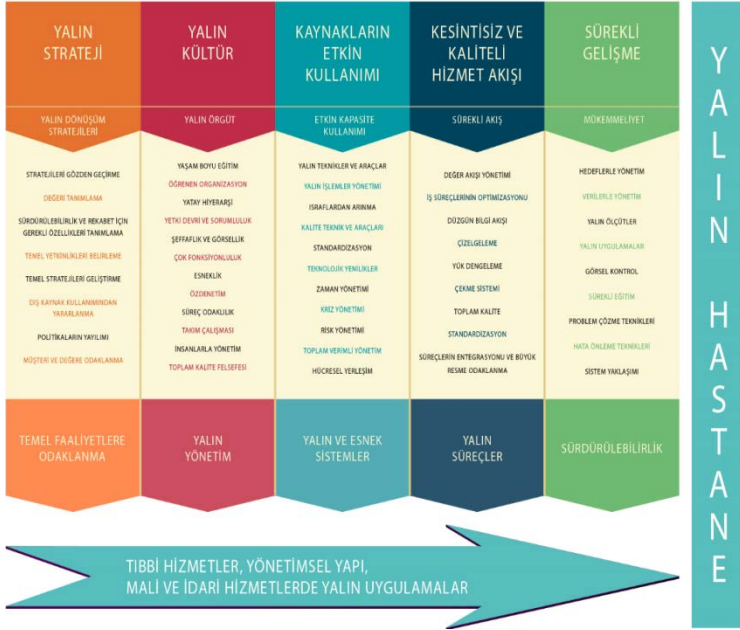 YALIN
STRATEJİ
YALIN DÖNÜŞÜM
STRATEJİLERİ
STRATEJİLERİ GÖZDEN GEÇİRME
DEĞERİ TANIMLAMA
SÜRDÜRÜLEBİLİRLİK VE REKABET İÇİN
GEREKLİ ÖZELLİKLERİ TANIMLAMA
TEMEL YETKİNLİKLERİ BELİRLEME
TEMEL STRATEJİLERİ GELİŞTİRME
DIŞ KAYNAK KULLANIMINDAN
YARARLANMA
POLİTİKALARIN YAYILIMI
MÜŞTERİ VE DEĞERE ODAKLANMA
TEMEL FAALİYETLERE
ODAKLANMA
YALIN
KÜLTÜR
YALIN ÖRGÜT
YAŞAM BOYU EĞİTİM
ÖĞRENEN ORGANİZASYON
YATAY HİYERARŞİ
YETKİ DEVRİ VE SORUMLULUK
ŞEFFAFLIK VE GÖRSELLİK
ÇOK FONKSİYONLULUK
ESNEKLİK
ÖZDENETİM
SÜREÇ ODAKLILIK
TAKIM ÇALIŞMASI
İNSANLARLA YÖNETİM
TOPLAM KALİTE FELSEFESİ
YALIN
YÖNETİM
KAYNAKLARIN
ETKİN
KULLANIMI
ETKİN KAPASİTE
KULLANIMI
YALIN TEKNİKLER VE ARAÇLAR
YALIN İŞLEMLER YÖNETİMİ
ISRAFLARDAN ARINMA
KALİTE TEKNİK VE ARAÇLARI
STANDARDİZASYON
TEKNOLOJİK YENİLİKLER
ZAMAN YÖNETİMİ
KRİZ YÖNETİMİ
RİSK YÖNETİMİ
TOPLAM VERİMLİ YÖNETİM
HÜCRESEL YERLEŞİM
YALIN VE ESNEK
SİSTEMLER
KESİNTİSİZ VE
KALİTELİ
HİZMET AKIŞI
SÜREKLİ AKIŞ
DEĞER AKIŞI YÖNETİMİ
İŞ SÜREÇLERİNİN OPTİMİZASYONU
DÜZGÜN BİLGİ AKIŞI
ÇİZELGELEME
YÜK DENGELEME
ÇEKME SİSTEMİ
TOPLAM KALİTE
STANDARDİZASYON
SÜREÇLERİN ENTEGRASYONU VE BÜYÜK
RESME ODAKLANMA
YALIN
SÜREÇLER
SÜREKLİ
GELİŞME
MÜKEMMELİYET
HEDEFLERLE YÖNETİM
VERİLERLE YÖNETİM
YALIN ÖLÇÜTLER
YALIN UYGULAMALAR
GÖRSEL KONTROL
SÜREKLİ EĞİTİM
PROBLEM ÇÖZME TEKNİKLERİ
HATA ÖNLEME TEKNİKLERİ
SİSTEM YAKLAŞIMI
SÜRDÜRÜLEBİLİRLİK
TIBBİ HİZMETLER, YÖNETİMSEL YAPI,
MALİ VE İDARİ HİZMETLERDE YALIN UYGULAMALAR
YALIN HASTANE